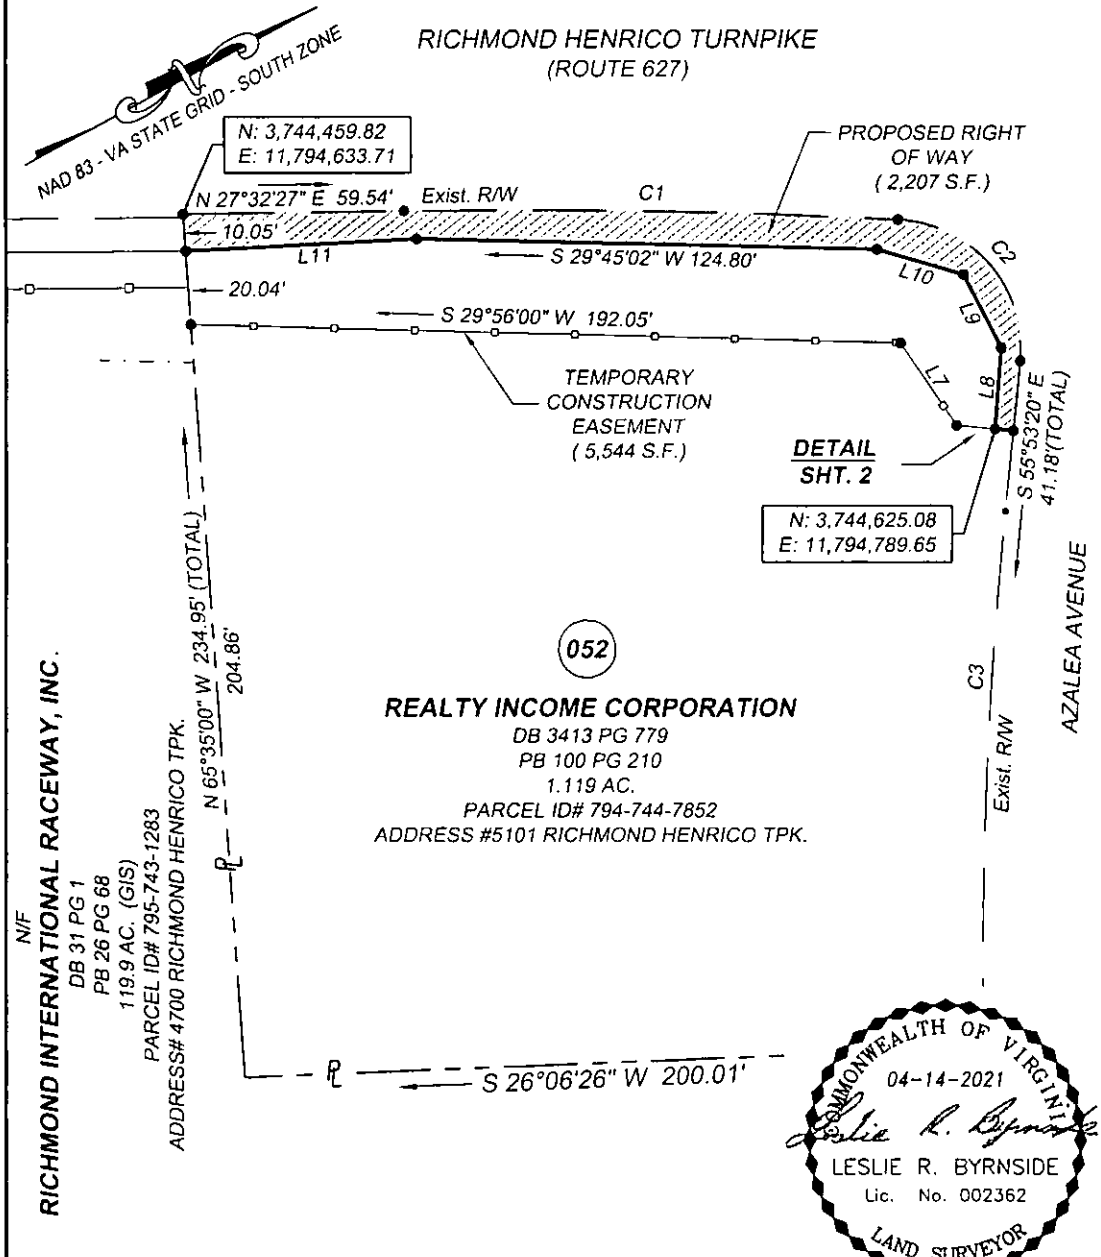 RICHMOND HENRICO TURNPIKE
(ROUTE 627)
N
NAD 83 - VA STATE GRID - SOUTH ZONE
N: 3,744,459.82
E: 11,794,633.71
PROPOSED RIGHT
OF WAY
( 2,207 S.F.)
N 27°32'27" E 59.54'
Exist. R/W
C1
10.05'
L11
S 29°45'02" W 124.80'
L10
C2
L9
20.04'
S 29°56'00" W 192.05'
L7
L8
TEMPORARY
CONSTRUCTION
EASEMENT
( 5,544 S.F.)
DETAIL
SHT. 2
S 55°53'20" E
41.18'(TOTAL)
N: 3,744,625.08
E: 11,794,789.65
AZALEA AVENUE
C3
Exist. R/W
N 65°35'00" W 234.95' (TOTAL)
204.86'
052
REALTY INCOME CORPORATION
DB 3413 PG 779
PB 100 PG 210
1.119 AC.
PARCEL ID# 794-744-7852
ADDRESS #5101 RICHMOND HENRICO TPK.
N/F
RICHMOND INTERNATIONAL RACEWAY, INC.
DB 31 PG 1
PB 26 PG 68
119.9 AC. (GIS)
PARCEL ID# 795-743-1283
ADDRESS# 4700 RICHMOND HENRICO TPK.
PL
PL
S 26°06'26" W 200.01'
COMMONWEALTH OF VIRGINIA
04-14-2021
Leslie R. Byrnside
LESLIE R. BYRNSIDE
Lic. No. 002362
LAND SURVEYOR